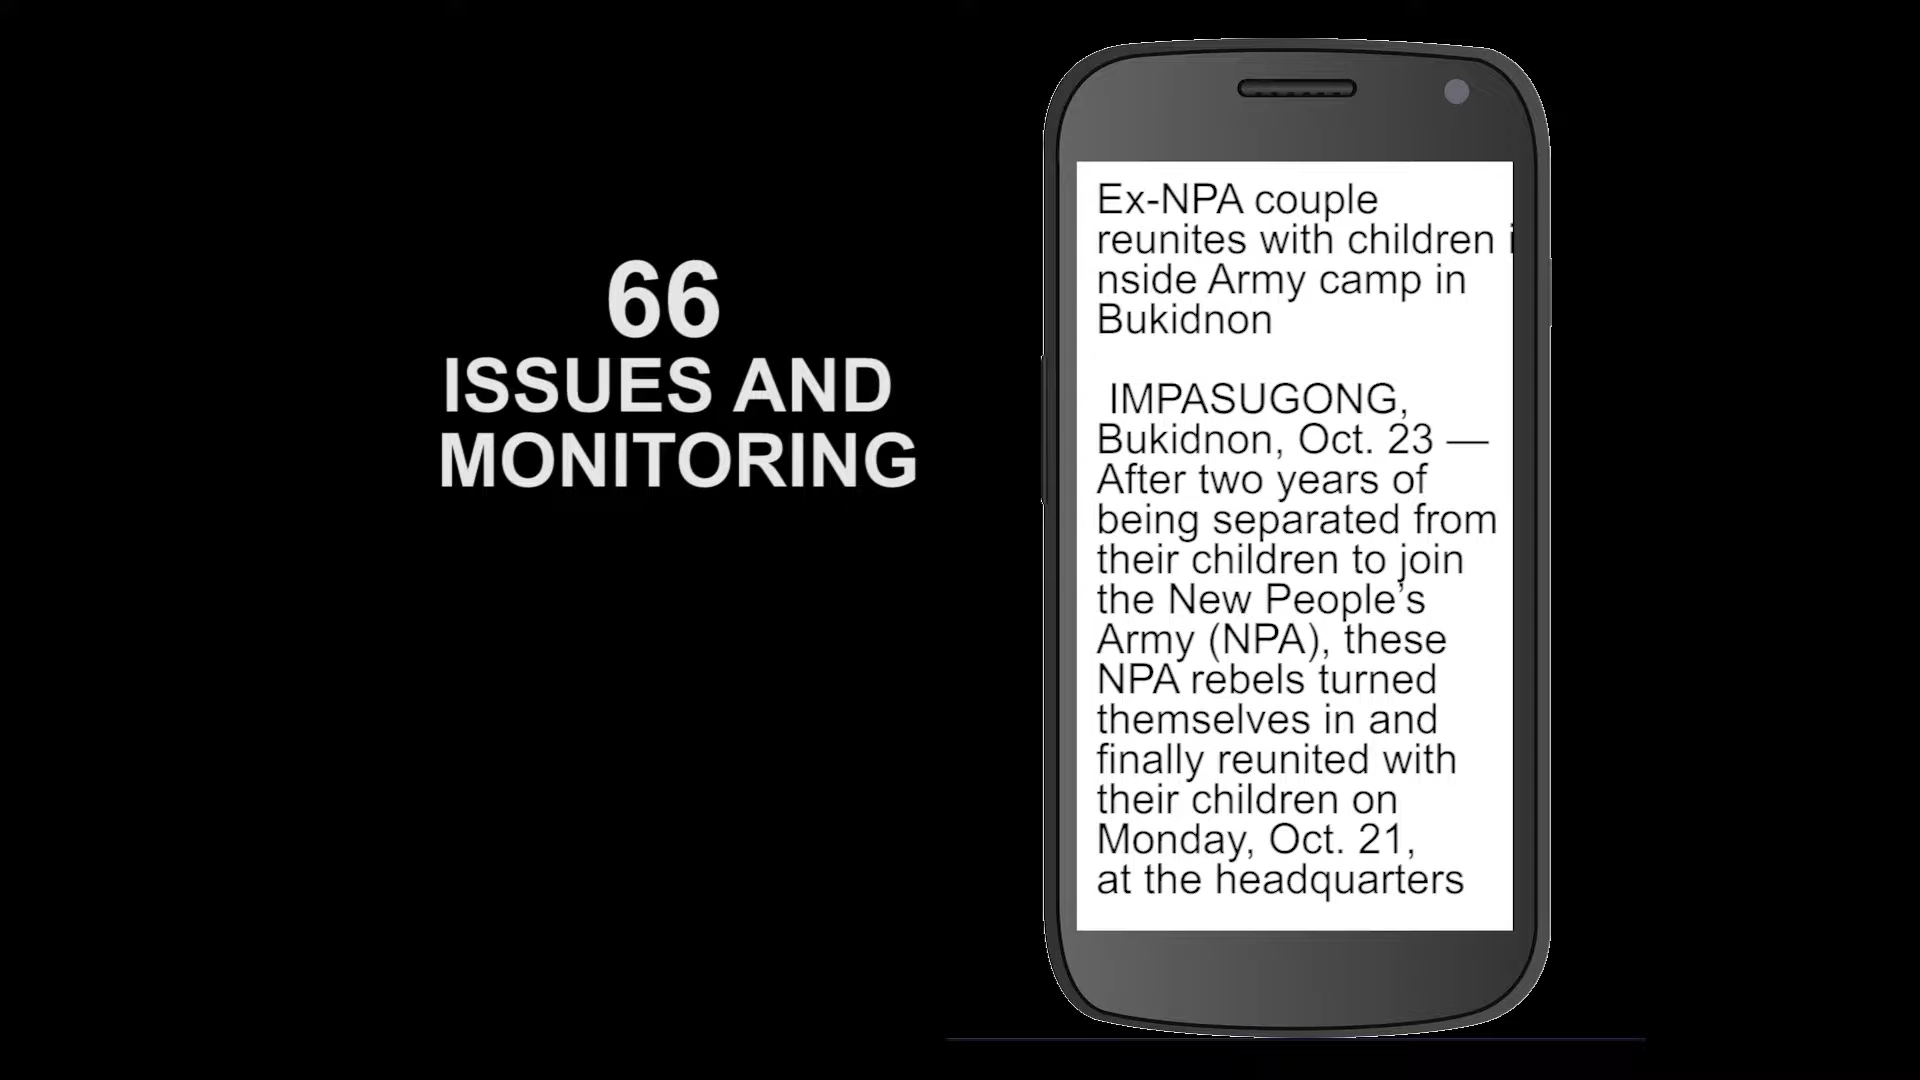 66
ISSUES AND
MONITORING
Ex-NPA couple
reunites with children i
nside Army camp in
Bukidnon
IMPASUGONG,
Bukidnon, Oct. 23 —
After two years of
being separated from
their children to join
the New People’s
Army (NPA), these
NPA rebels turned
themselves in and
finally reunited with
their children on
Monday, Oct. 21,
at the headquarters